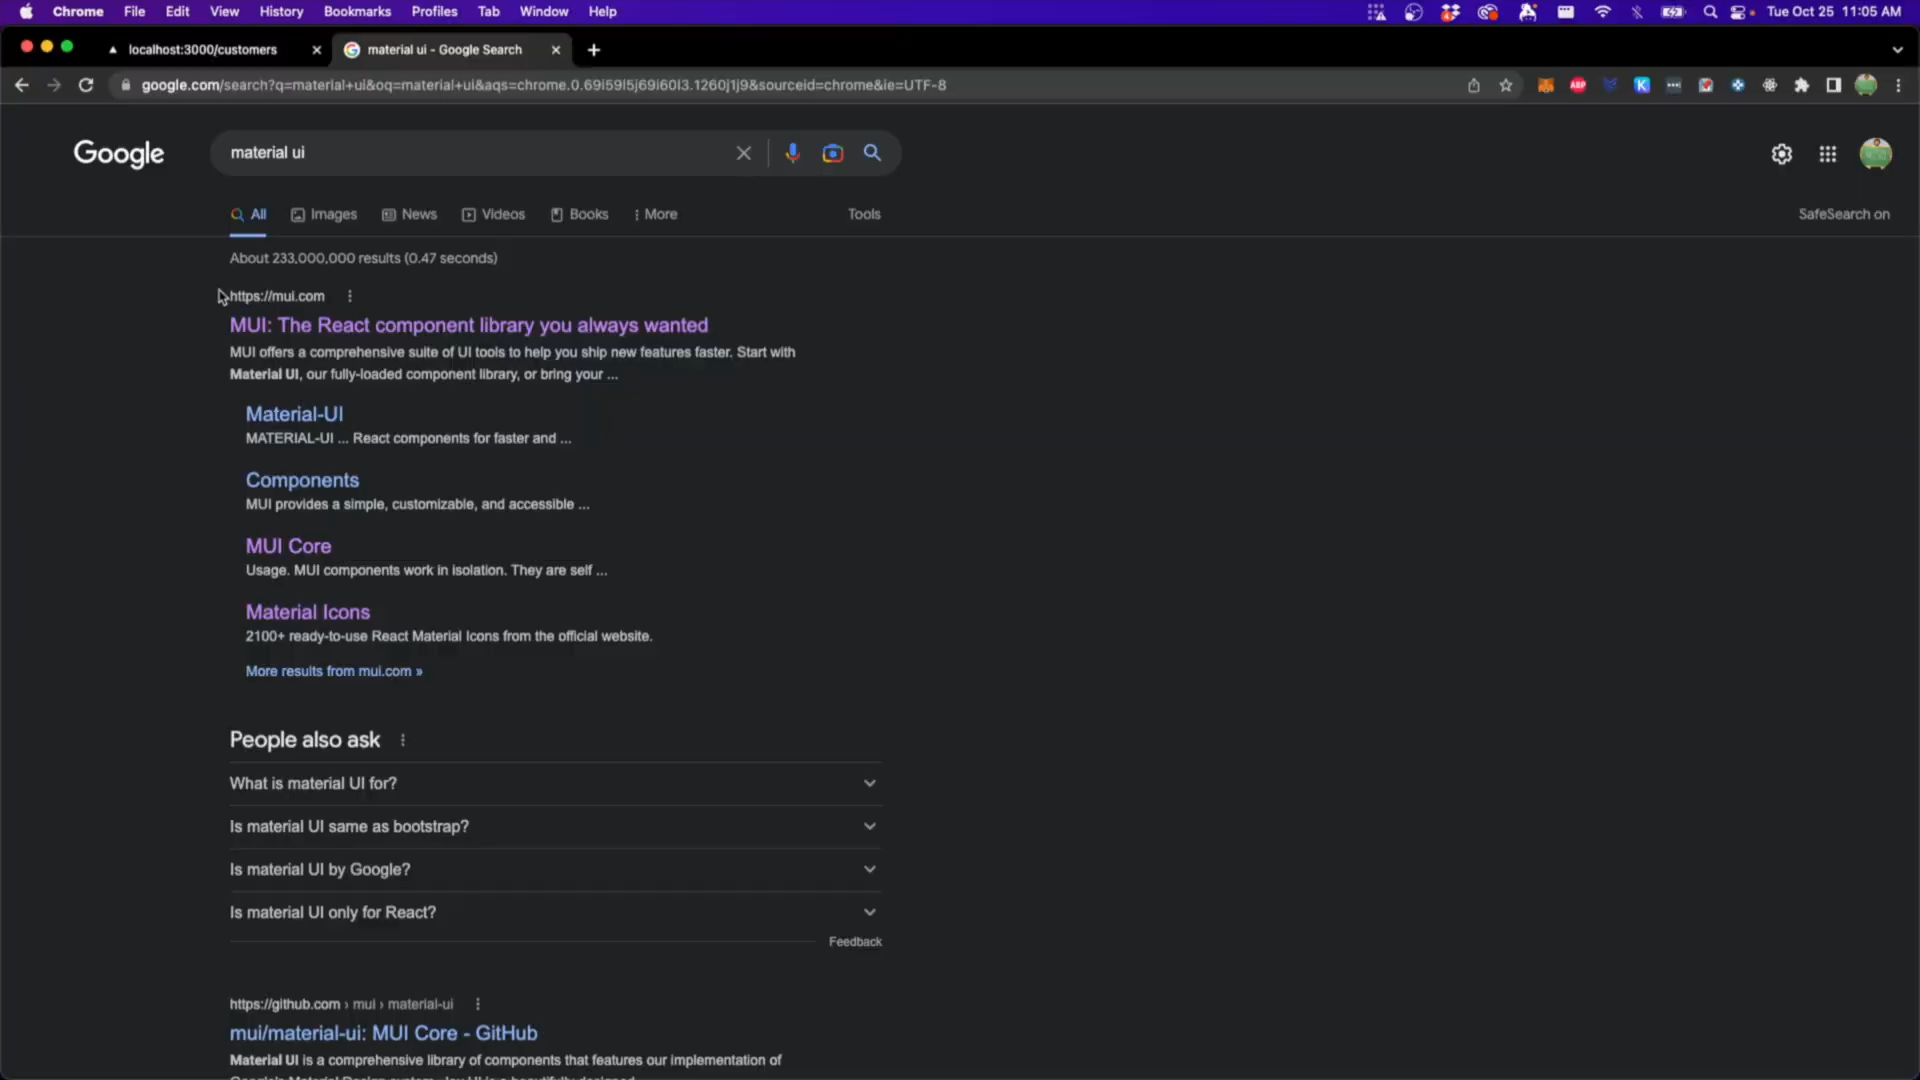 Chrome File Edit View History Bookmarks Profiles Tab Window Help Tue Oct 25 11:05 AM
localhost:3000/customers material ui - Google Search
google.com/search?q=material+ui&oq=material+ui&aqs=chrome.0.69i59l5j69i60l3.1260j1j9&sourceid=chrome&ie=UTF-8
ABP K
Google material ui
All Images News Videos Books More Tools SafeSearch on
About 233,000,000 results (0.47 seconds)
https://mui.com
MUI: The React component library you always wanted
MUI offers a comprehensive suite of UI tools to help you ship new features faster. Start with
Material UI, our fully-loaded component library, or bring your ...
Material-UI
MATERIAL-UI ... React components for faster and ...
Components
MUI provides a simple, customizable, and accessible ...
MUI Core
Usage. MUI components work in isolation. They are self ...
Material Icons
2100+ ready-to-use React Material Icons from the official website.
More results from mui.com »
People also ask
What is material UI for?
Is material UI same as bootstrap?
Is material UI by Google?
Is material UI only for React?
Feedback
https://github.com › mui › material-ui
mui/material-ui: MUI Core - GitHub
Material UI is a comprehensive library of components that features our implementation of